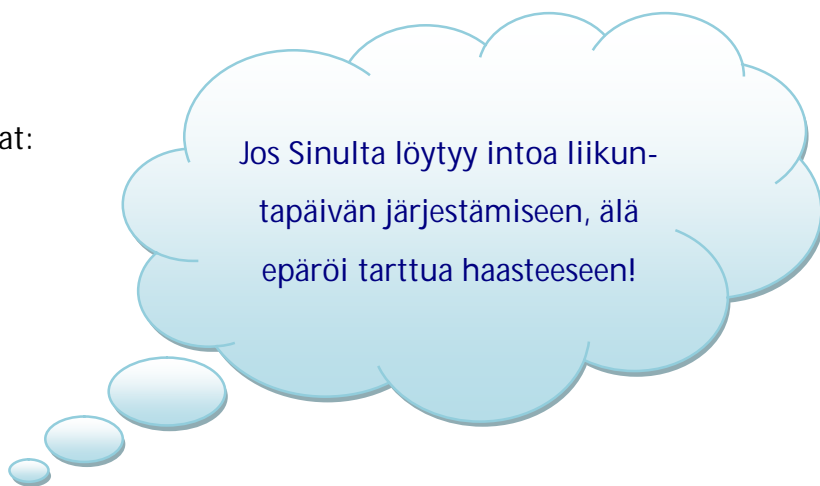 at:
Jos Sinulta löytyy intoa liikun-
tapäivän järjestämiseen, älä
epäröi tarttua haasteeseen!